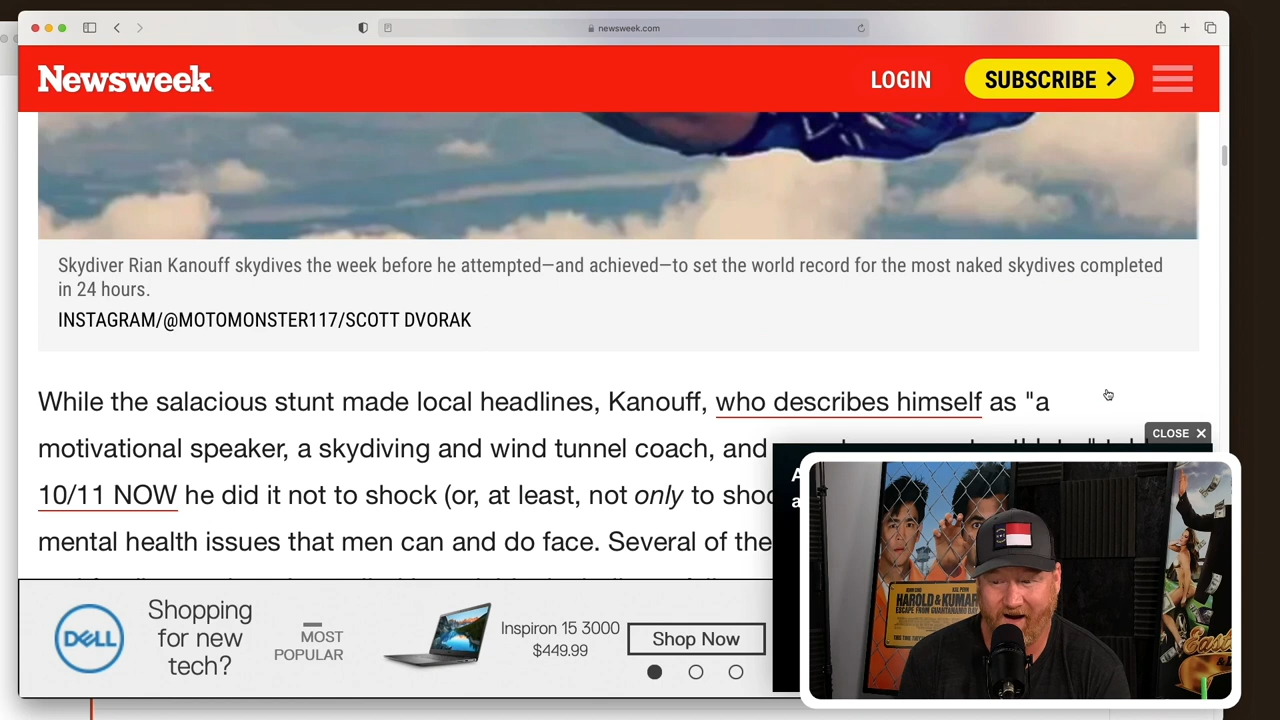 newsweek.com
Newsweek
LOGIN
SUBSCRIBE
Skydiver Rian Kanouff skydives the week before he attempted—and achieved—to set the world record for the most naked skydives completed
in 24 hours.
INSTAGRAM/@MOTOMONSTER117/SCOTT DVORAK
While the salacious stunt made local headlines, Kanouff, who describes himself as "a
motivational speaker, a skydiving and wind tunnel coach, and
10/11 NOW he did it not to shock (or, at least, not only to shoc
mental health issues that men can and do face. Several of the
CLOSE X
DELL
Shopping
for new
tech?
MOST
POPULAR
Inspiron 15 3000
$449.99
Shop Now
HAROLD & KUMAR
ESCAPE FROM GUANTANAMO BAY